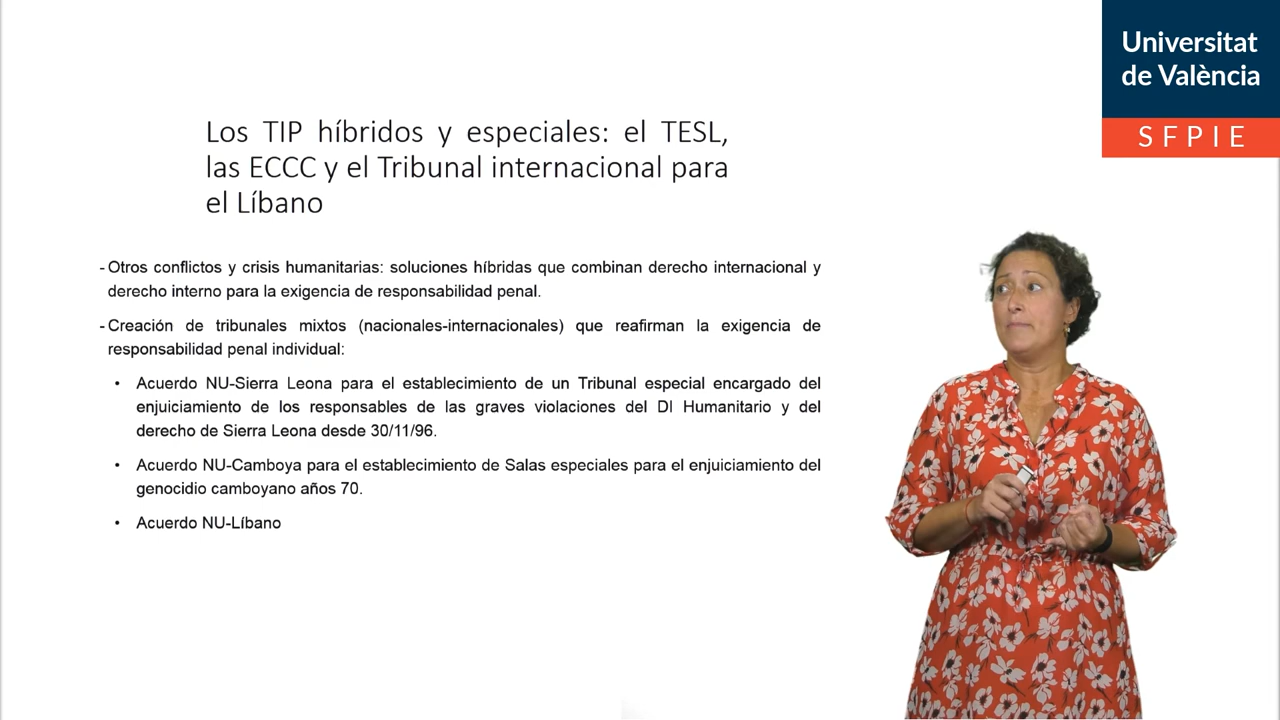 Universitat
de València
SFPIE
Los TIP híbridos y especiales: el TESL,
las ECCC y el Tribunal internacional para
el Líbano
- Otros conflictos y crisis humanitarias: soluciones híbridas que combinan derecho internacional y
derecho interno para la exigencia de responsabilidad penal.
- Creación de tribunales mixtos (nacionales-internacionales) que reafirman la exigencia de
responsabilidad penal individual:
• Acuerdo NU-Sierra Leona para el establecimiento de un Tribunal especial encargado del
enjuiciamiento de los responsables de las graves violaciones del DI Humanitario y del
derecho de Sierra Leona desde 30/11/96.
• Acuerdo NU-Camboya para el establecimiento de Salas especiales para el enjuiciamiento del
genocidio camboyano años 70.
• Acuerdo NU-Líbano